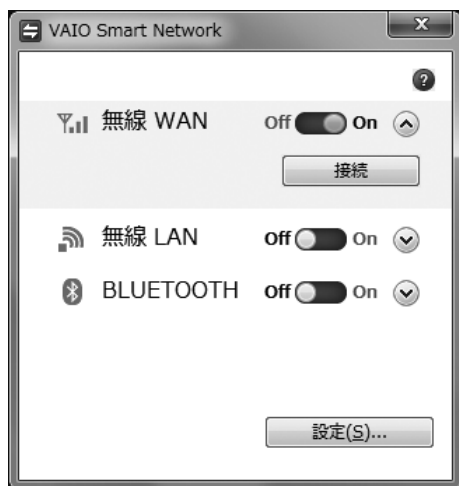 VAIO Smart Network
?
無線 WAN Off On
接続
無線 LAN Off On
BLUETOOTH Off On
設定(S)...